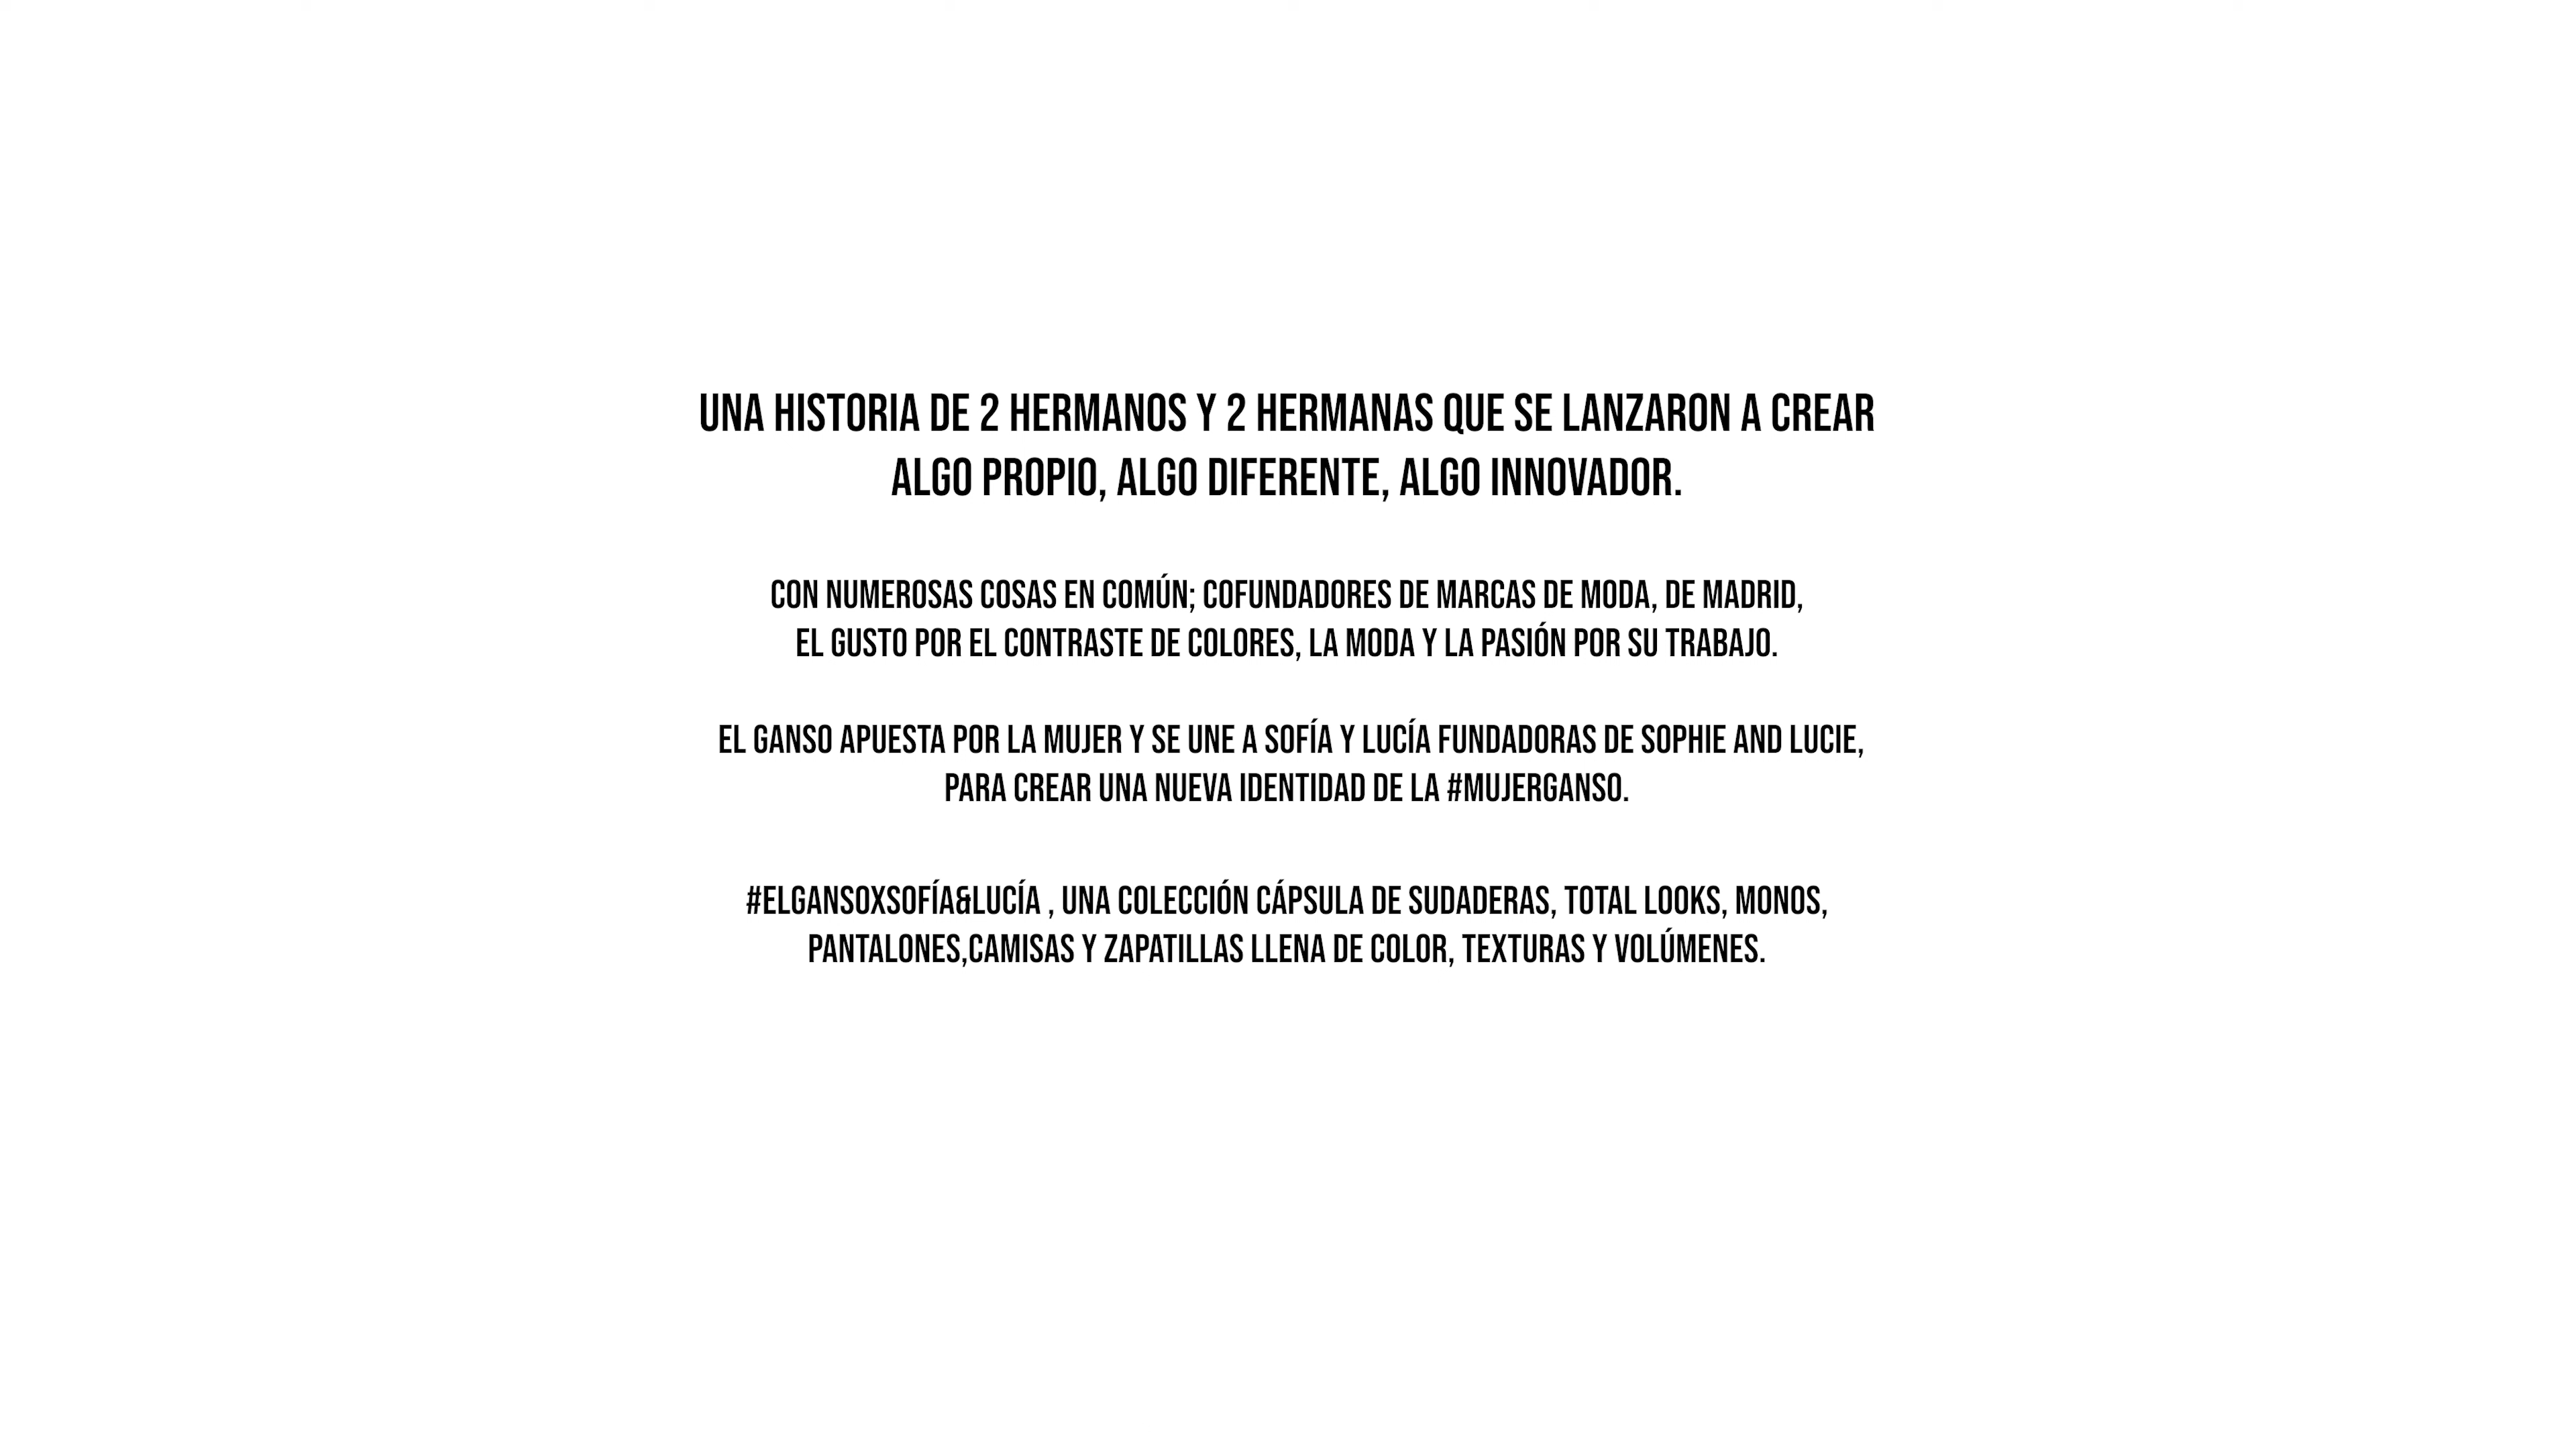 UNA HISTORIA DE 2 HERMANOS Y 2 HERMANAS QUE SE LANZARON A CREAR
ALGO PROPIO, ALGO DIFERENTE, ALGO INNOVADOR.
CON NUMEROSAS COSAS EN COMÚN; COFUNDADORES DE MARCAS DE MODA, DE MADRID,
EL GUSTO POR EL CONTRASTE DE COLORES, LA MODA Y LA PASIÓN POR SU TRABAJO.
EL GANSO APUESTA POR LA MUJER Y SE UNE A SOFÍA Y LUCÍA FUNDADORAS DE SOPHIE AND LUCIE,
PARA CREAR UNA NUEVA IDENTIDAD DE LA #MUJERGANSO.
#ELGANSOXSOFÍA&LUCÍA , UNA COLECCIÓN CÁPSULA DE SUDADERAS, TOTAL LOOKS, MONOS,
PANTALONES,CAMISAS Y ZAPATILLAS LLENA DE COLOR, TEXTURAS Y VOLÚMENES.